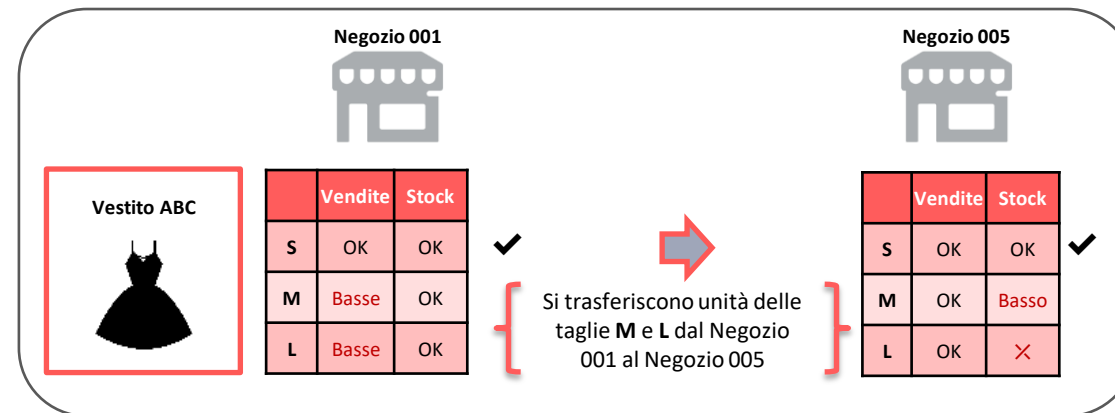 Negozio 001
Negozio 005
Vestito ABC
Vendite Stock
S OK OK ✔
M Basse OK
L Basse OK
Si trasferiscono unità delle
taglie M e L dal Negozio
001 al Negozio 005
Vendite Stock
S OK OK ✔
M OK Basso
L OK ✕